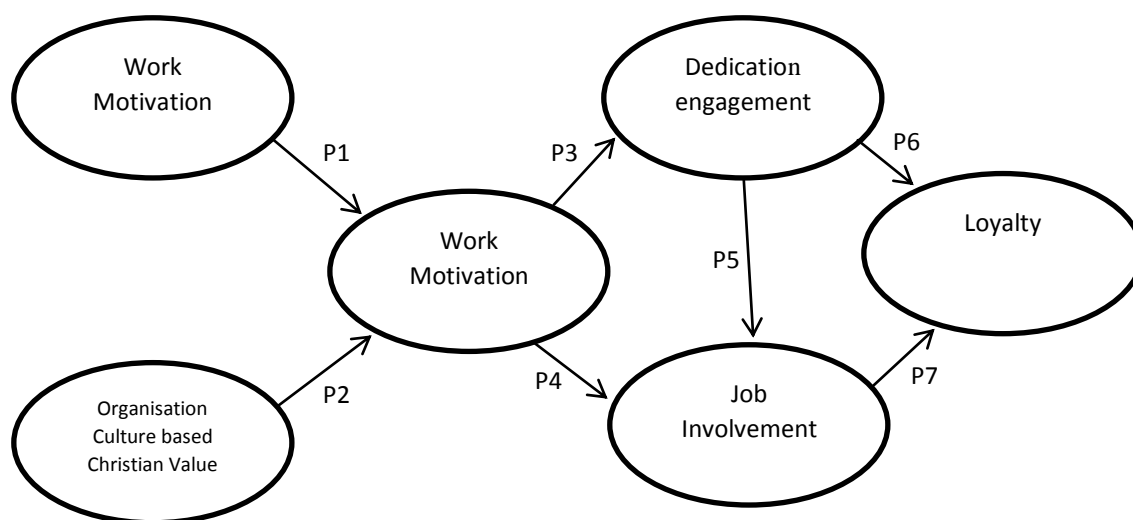 Work
Motivation
Dedication
engagement
P1
P3
P6
Work
Motivation
Loyalty
P5
P2
P4
P7
Organisation
Culture based
Christian Value
Job
Involvement